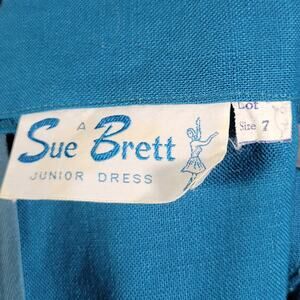 A
Sue Brett
JUNIOR DRESS
LOT
Size 7